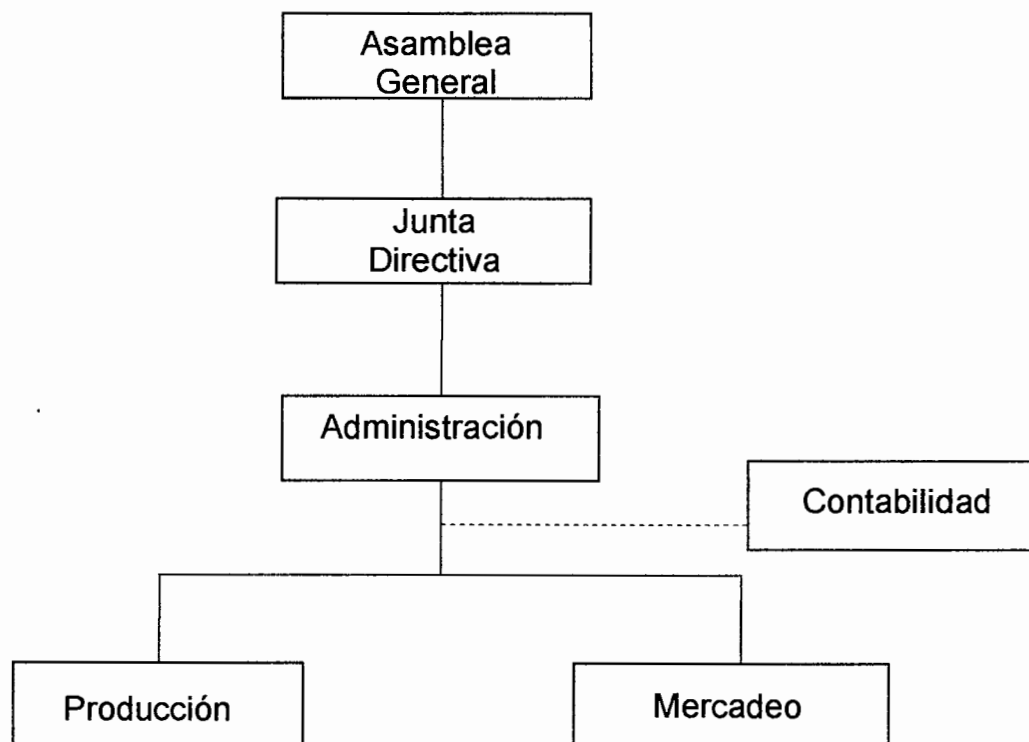 Asamblea
General
Junta
Directiva
Administración
Contabilidad
Producción
Mercadeo